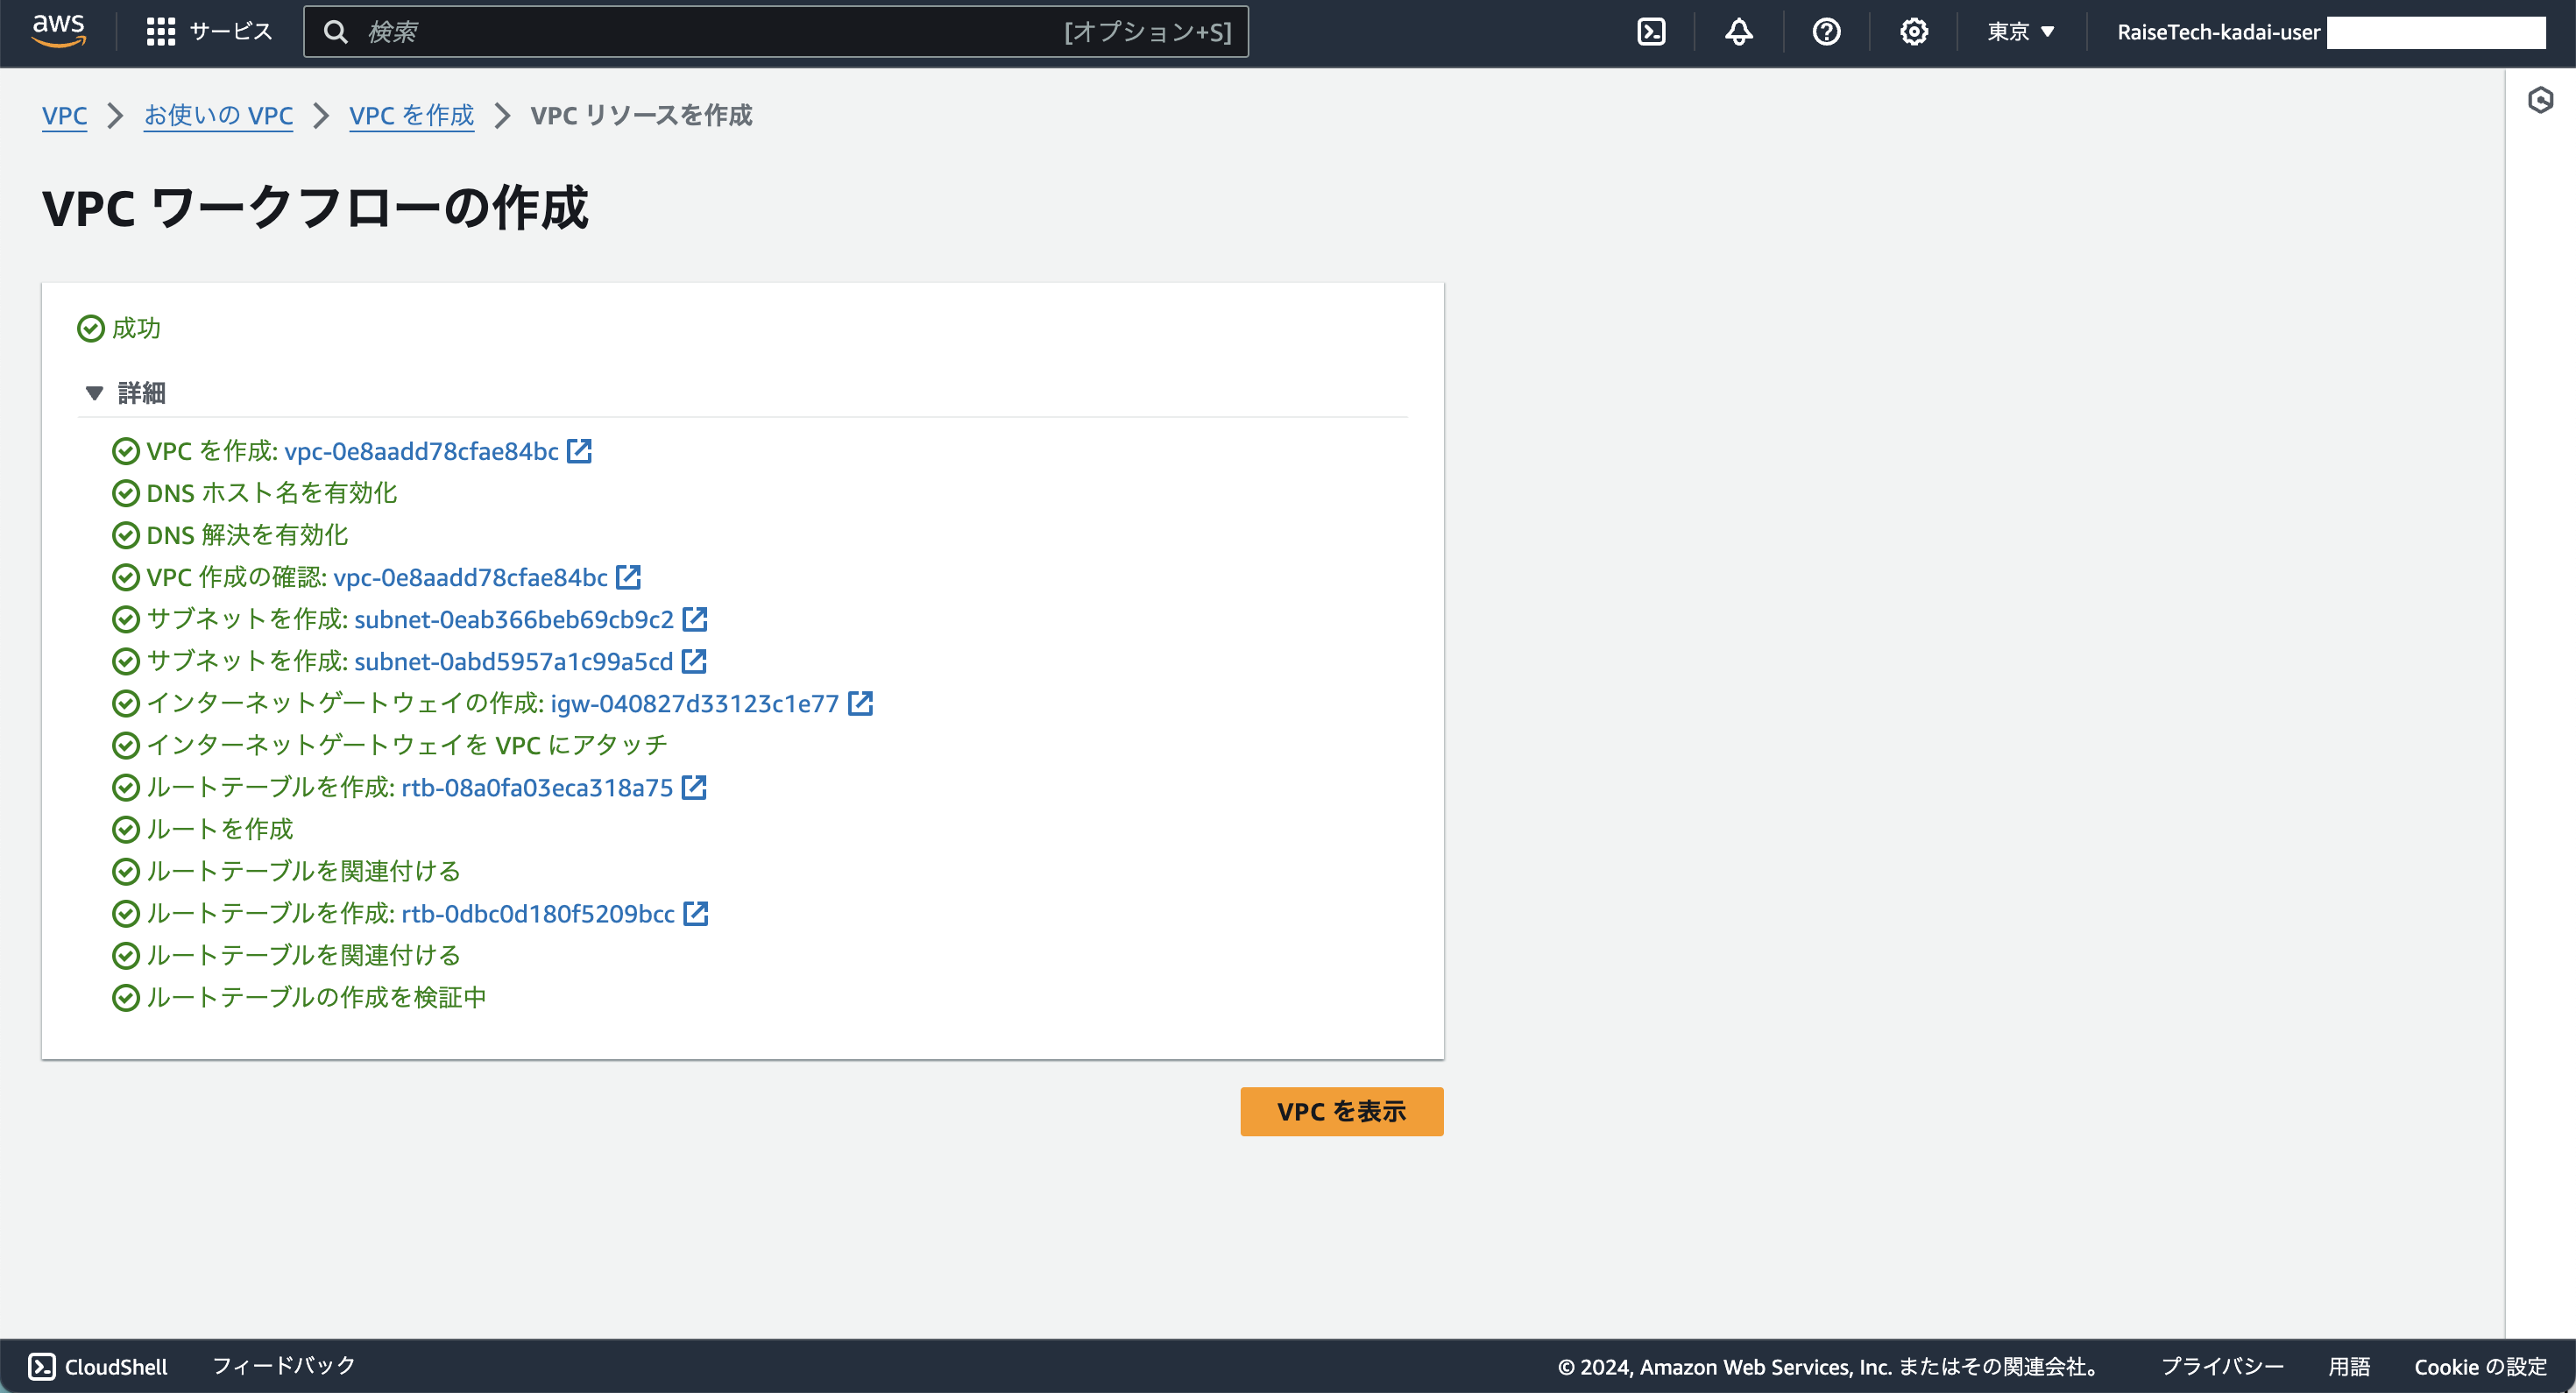 aws サービス 検索 [オプション+S] 東京 ▼ RaiseTech-kadai-user
VPC > お使いの VPC > VPC を作成 > VPC リソースを作成
VPC ワークフローの作成
成功
▼ 詳細
VPC を作成: vpc-0e8aadd78cfae84bc
DNS ホスト名を有効化
DNS 解決を有効化
VPC 作成の確認: vpc-0e8aadd78cfae84bc
サブネットを作成: subnet-0eab366beb69cb9c2
サブネットを作成: subnet-0abd5957a1c99a5cd
インターネットゲートウェイの作成: igw-040827d33123c1e77
インターネットゲートウェイを VPC にアタッチ
ルートテーブルを作成: rtb-08a0fa03eca318a75
ルートを作成
ルートテーブルを関連付ける
ルートテーブルを作成: rtb-0dbc0d180f5209bcc
ルートテーブルを関連付ける
ルートテーブルの作成を検証中
VPC を表示
CloudShell フィードバック © 2024, Amazon Web Services, Inc. またはその関連会社。 プライバシー 用語 Cookie の設定